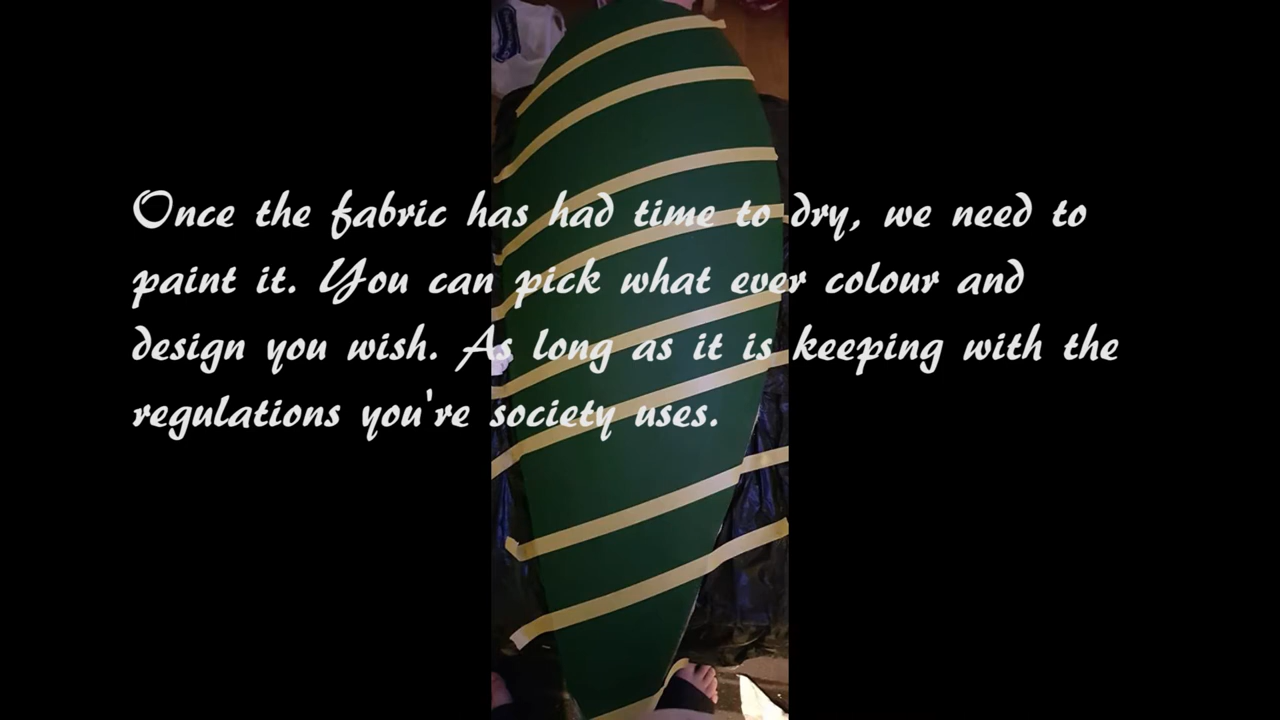 Once the fabric has had time to dry, we need to
paint it. You can pick what ever colour and
design you wish. As long as it is keeping with the
regulations you're society uses.